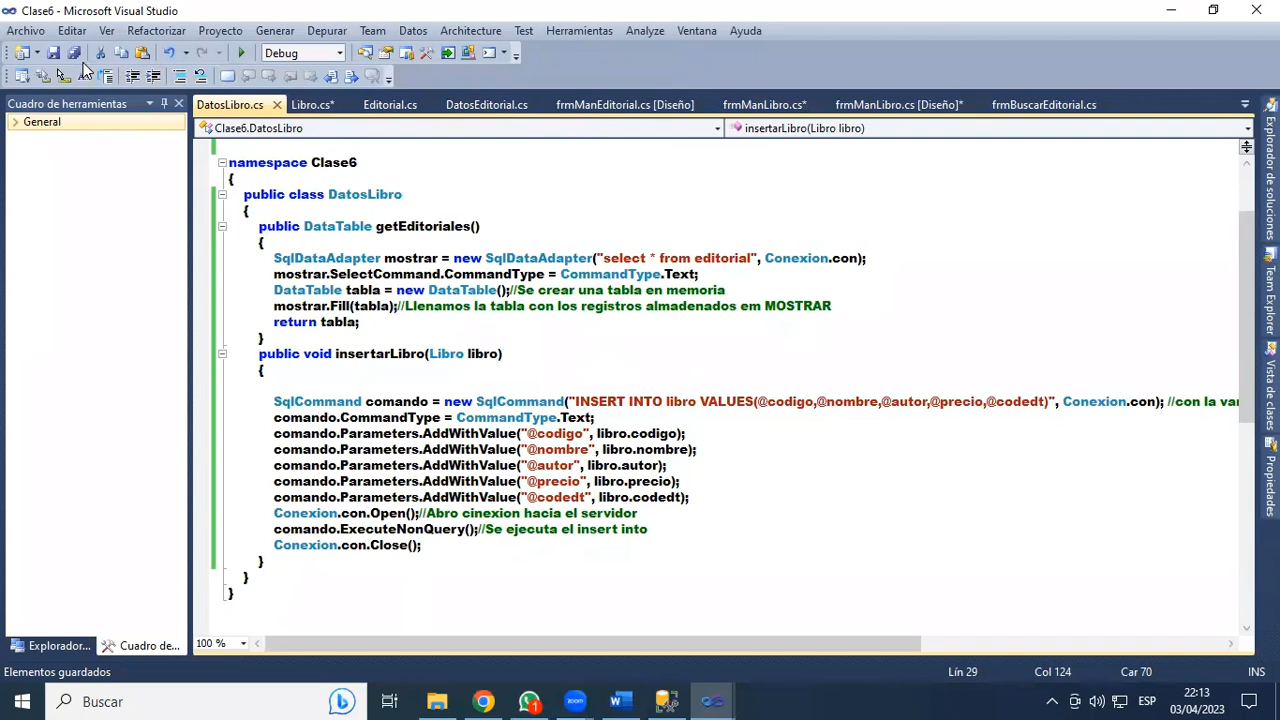 Clase6 - Microsoft Visual Studio
Archivo Editar Ver Refactorizar Proyecto Generar Depurar Team Datos Architecture Test Herramientas Analyze Ventana Ayuda
Debug
Cuadro de herramientas
General
DatosLibro.cs Libro.cs* Editorial.cs DatosEditorial.cs frmManEditorial.cs [Diseño] frmManLibro.cs* frmManLibro.cs [Diseño]* frmBuscarEditorial.cs
Clase6.DatosLibro insertarLibro(Libro libro)
namespace Clase6
{
public class DatosLibro
{
public DataTable getEditoriales()
{
SqlDataAdapter mostrar = new SqlDataAdapter("select * from editorial", Conexion.con);
mostrar.SelectCommand.CommandType = CommandType.Text;
DataTable tabla = new DataTable();//Se crear una tabla en memoria
mostrar.Fill(tabla);//Llenamos la tabla con los registros almadenados em MOSTRAR
return tabla;
}
public void insertarLibro(Libro libro)
{
SqlCommand comando = new SqlCommand("INSERT INTO libro VALUES(@codigo,@nombre,@autor,@precio,@codedt)", Conexion.con); //con la var
comando.CommandType = CommandType.Text;
comando.Parameters.AddWithValue("@codigo", libro.codigo);
comando.Parameters.AddWithValue("@nombre", libro.nombre);
comando.Parameters.AddWithValue("@autor", libro.autor);
comando.Parameters.AddWithValue("@precio", libro.precio);
comando.Parameters.AddWithValue("@codedt", libro.codedt);
Conexion.con.Open();//Abro cinexion hacia el servidor
comando.ExecuteNonQuery();//Se ejecuta el insert into
Conexion.con.Close();
}
}
}
Explorador de soluciones
Team Explorer
Vista de clases
Propiedades
100 %
Explorador... Cuadro de...
Elementos guardados Lín 29 Col 124 Car 70 INS
Buscar
1
zoom
ESP
22:13
03/04/2023